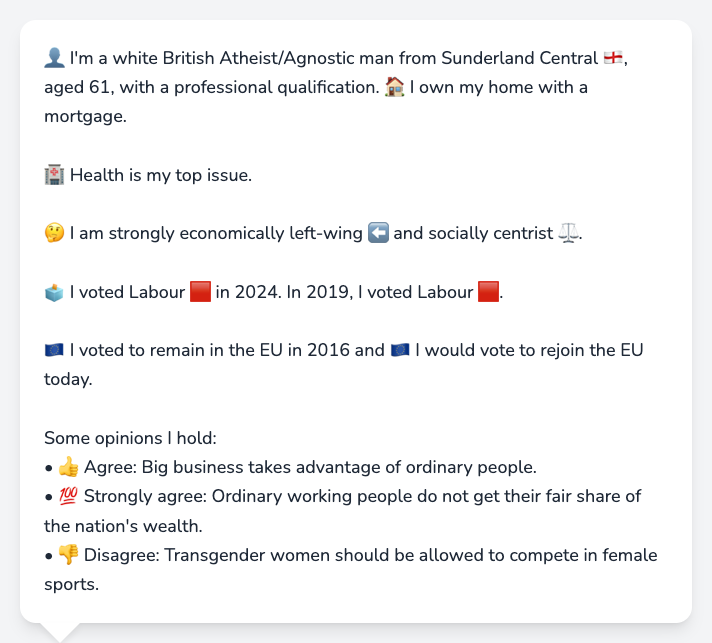 👤 I'm a white British Atheist/Agnostic man from Sunderland Central 🏴󠁧󠁢󠁥󠁮󠁧󠁿,
aged 61, with a professional qualification. 🏠 I own my home with a
mortgage.
🏥 Health is my top issue.
🤔 I am strongly economically left-wing ⬅️ and socially centrist ⚖️.
🗳️ I voted Labour 🟥 in 2024. In 2019, I voted Labour 🟥.
🇪🇺 I voted to remain in the EU in 2016 and 🇪🇺 I would vote to rejoin the EU
today.
Some opinions I hold:
• 👍 Agree: Big business takes advantage of ordinary people.
• 💯 Strongly agree: Ordinary working people do not get their fair share of
the nation's wealth.
• 👎 Disagree: Transgender women should be allowed to compete in female
sports.